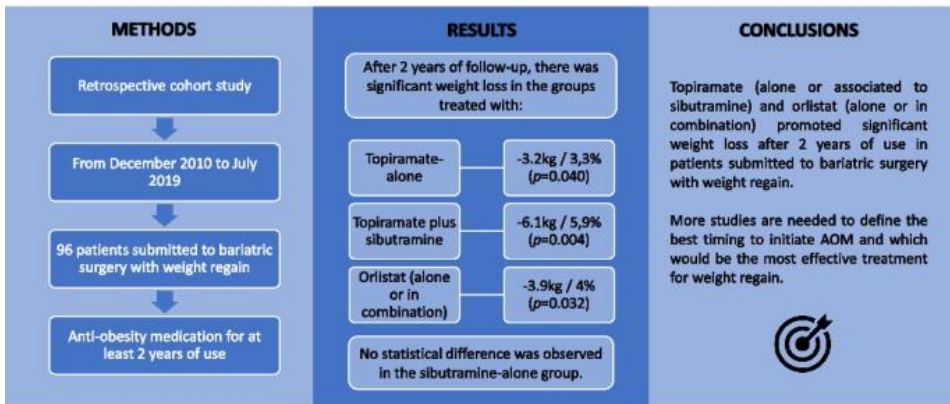 METHODS
Retrospective cohort study
From December 2010 to July
2019
96 patients submitted to bariatric
surgery with weight regain
Anti-obesity medication for at
least 2 years of use
RESULTS
After 2 years of follow-up, there was
significant weight loss in the groups
treated with:
Topiramate-
alone
-3.2kg / 3,3%
(p=0.040)
Topiramate plus
sibutramine
-6.1kg / 5,9%
(p=0.004)
Orlistat (alone
or in
combination)
-3.9kg / 4%
(p=0.032)
No statistical difference was observed
in the sibutramine-alone group.
CONCLUSIONS
Topiramate (alone or associated to
sibutramine) and orlistat (alone or in
combination) promoted significant
weight loss after 2 years of use in
patients submitted to bariatric surgery
with weight regain.
More studies are needed to define the
best timing to initiate AOM and which
would be the most effective treatment
for weight regain.